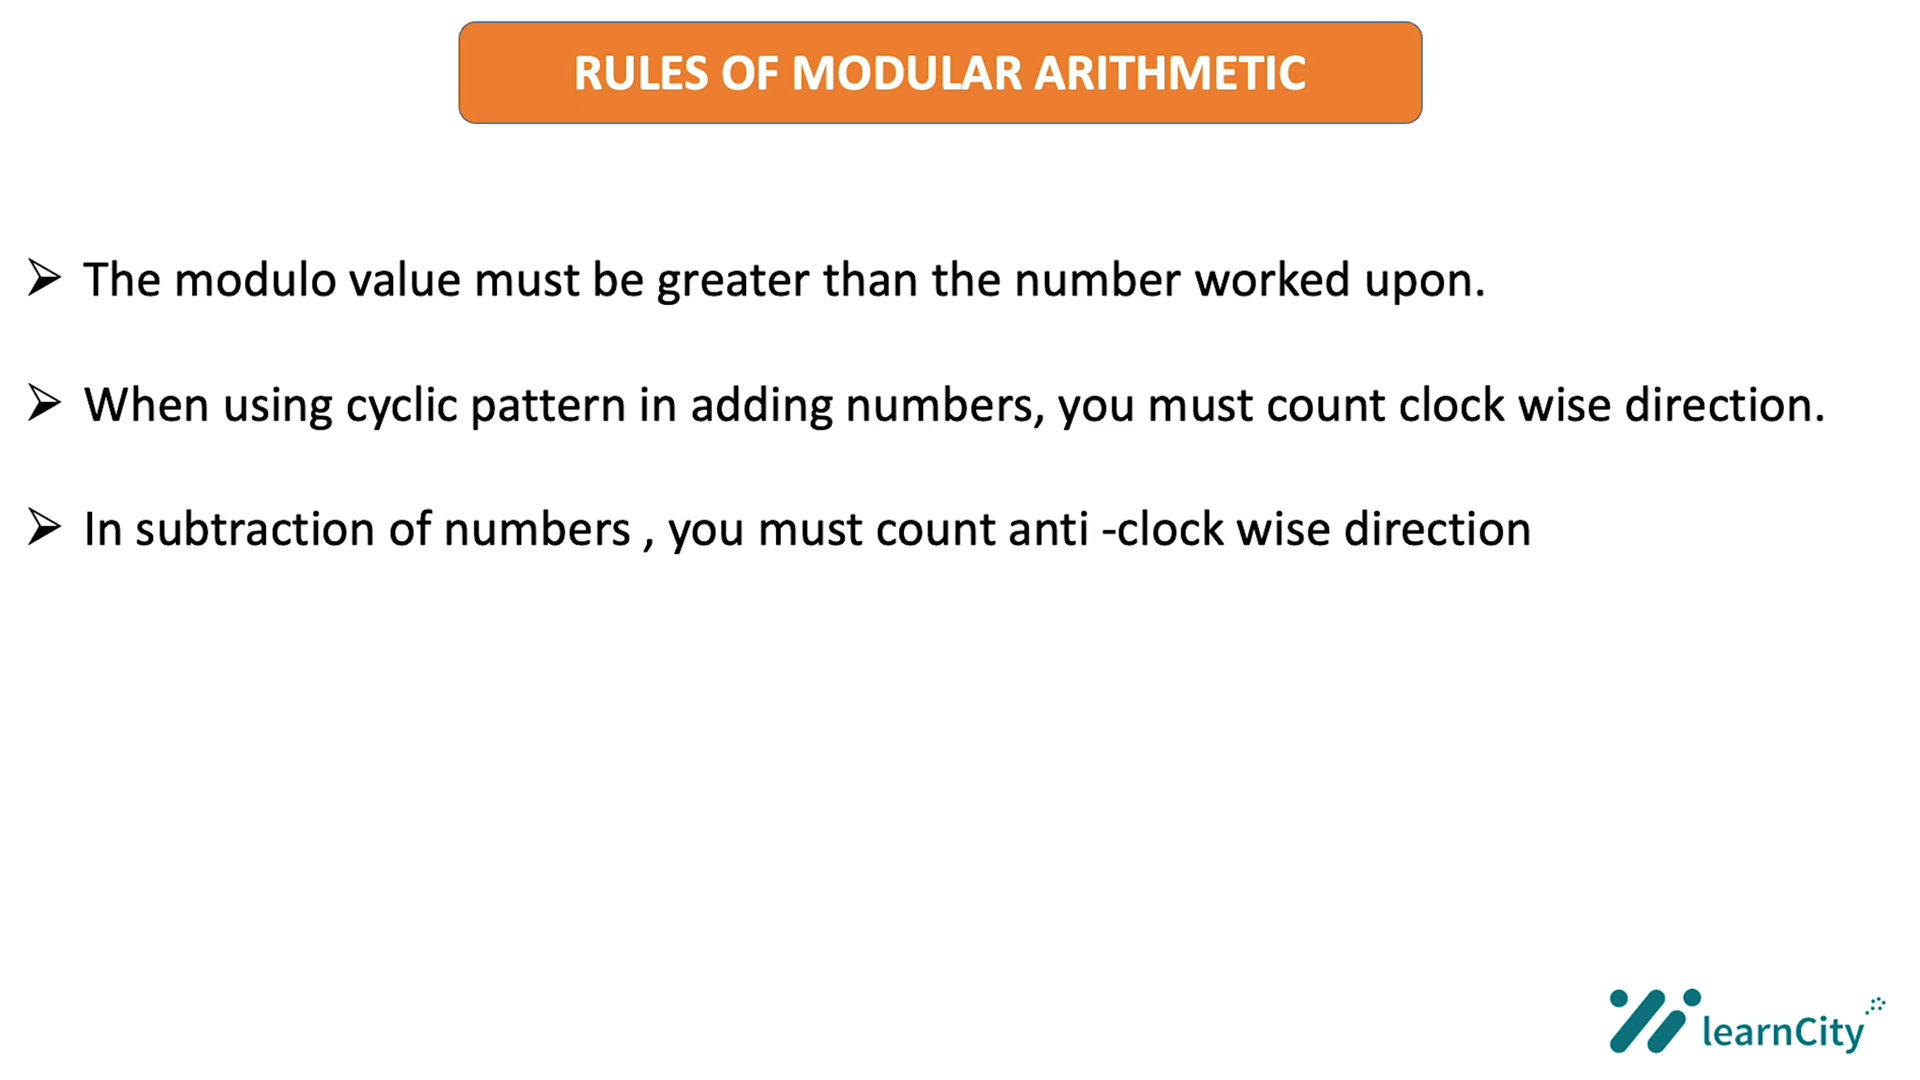 RULES OF MODULAR ARITHMETIC
➢ The modulo value must be greater than the number worked upon.
➢ When using cyclic pattern in adding numbers, you must count clock wise direction.
➢ In subtraction of numbers , you must count anti -clock wise direction
learnCity